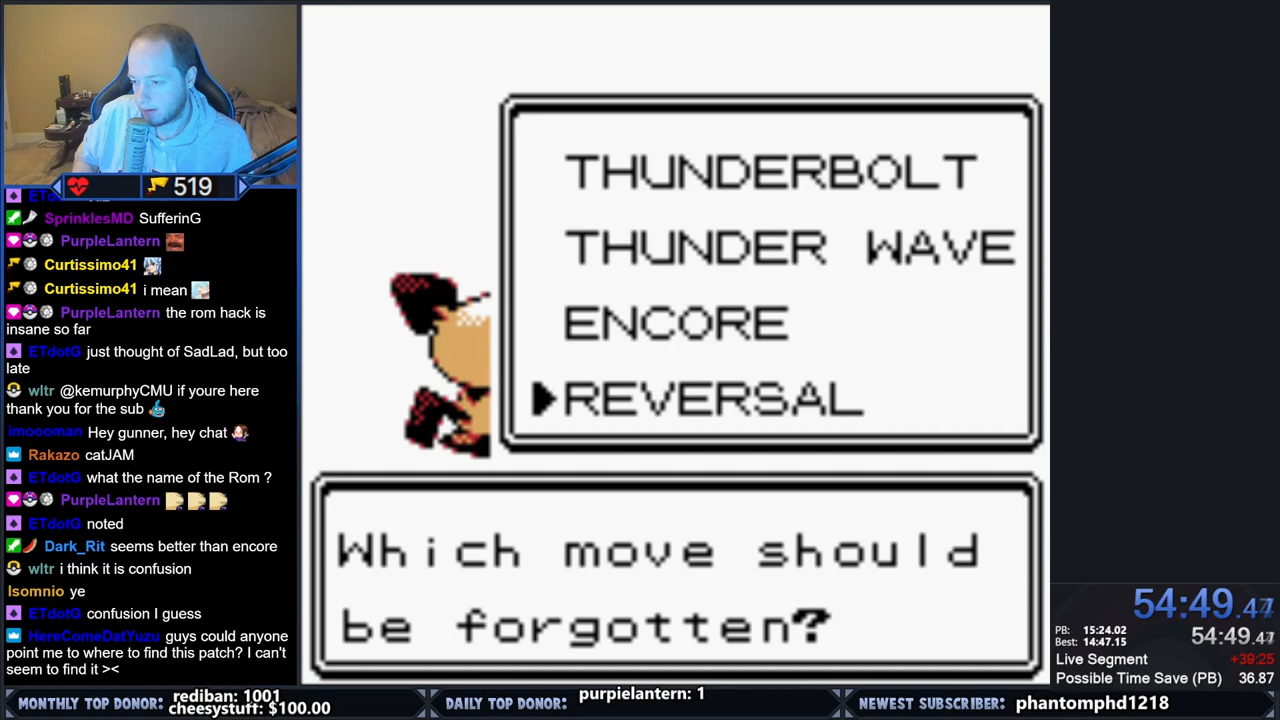 519
SprinklesMD SufferinG
PurpleLantern
Curtissimo41
Curtissimo41 i mean
PurpleLantern the rom hack is
insane so far
ETdotG just thought of SadLad, but too
late
wltr @kemurphyCMU if youre here
thank you for the sub
imoooman Hey gunner, hey chat
Rakazo catJAM
ETdotG what the name of the Rom ?
PurpleLantern
ETdotG noted
Dark_Rit seems better than encore
wltr i think it is confusion
Isomnio ye
ETdotG confusion I guess
HereComeDatYuzu guys could anyone
point me to where to find this patch? I can't
seem to find it ><
THUNDERBOLT
THUNDER WAVE
ENCORE
▶REVERSAL
Which move should
be forgotten?
54:49.47
PB: 15:24.02
Best: 14:47.15
54:49.47
Live Segment +39:25
Possible Time Save (PB) 36.87
MONTHLY TOP DONOR: rediban: 1001
cheesystuff: $100.00
DAILY TOP DONOR: purpielantern: 1
NEWEST SUBSCRIBER: phantomphd1218